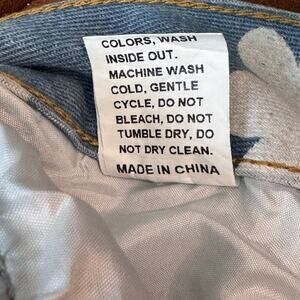 COLORS, WASH
INSIDE OUT.
MACHINE WASH
COLD, GENTLE
CYCLE, DO NOT
BLEACH, DO NOT
TUMBLE DRY, DO
NOT DRY CLEAN.
MADE IN CHINA